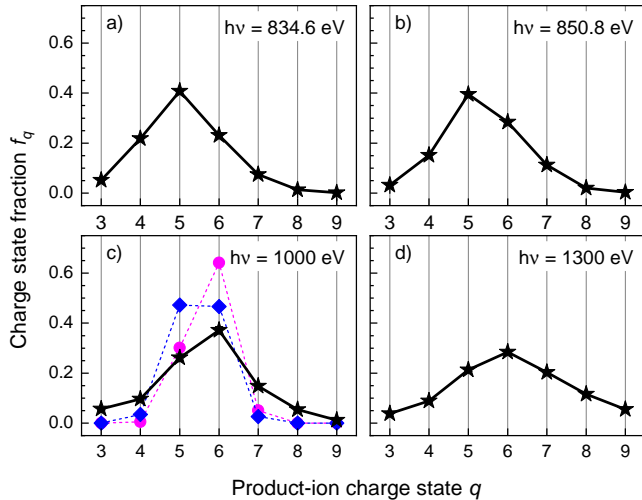 a)
hν = 834.6 eV
b)
hν = 850.8 eV
0.6
0.4
0.2
0.0
3 4 5 6 7 8 9
3 4 5 6 7 8 9
c)
hν = 1000 eV
d)
hν = 1300 eV
0.6
0.4
0.2
0.0
3 4 5 6 7 8 9
3 4 5 6 7 8 9
Charge state fraction f_q
Product-ion charge state q